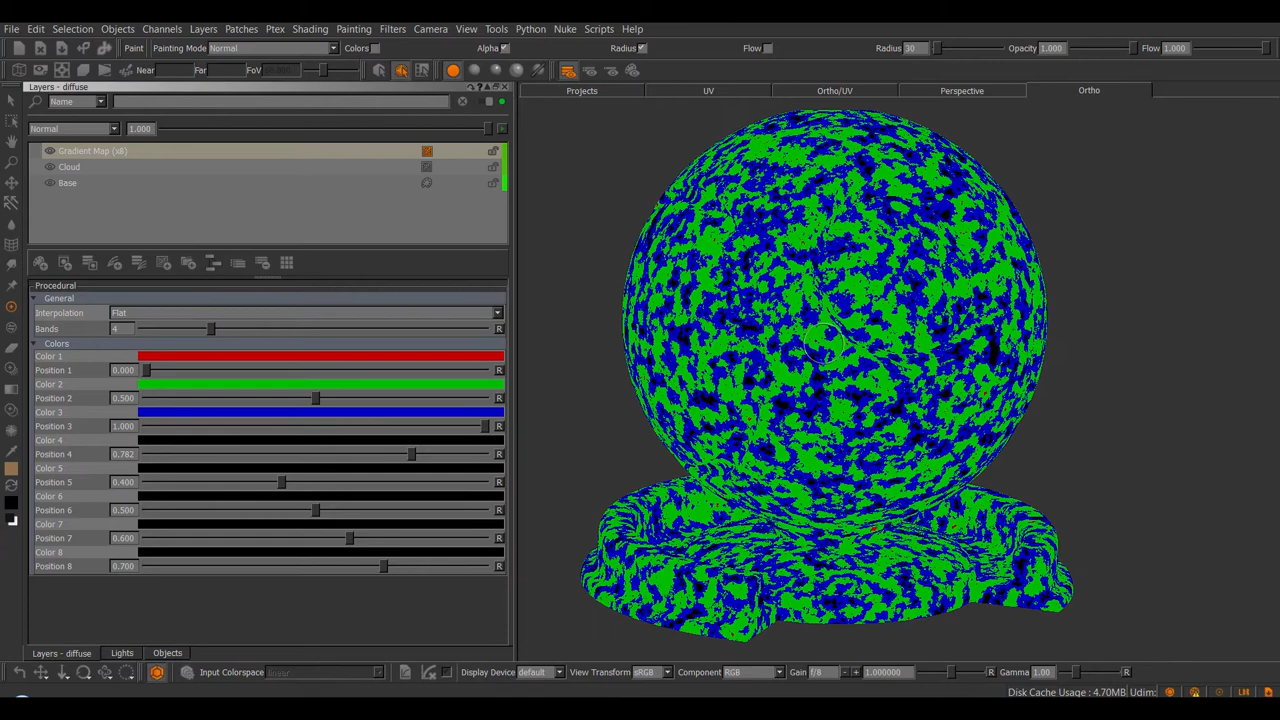 File Edit Selection Objects Channels Layers Patches Ptex Shading Painting Filters Camera View Tools Python Nuke Scripts Help
Paint Painting Mode Normal Colors Alpha Radius Flow Radius 30 Opacity 1.000 Flow 1.000
Near Far FoV
Layers - diffuse
Projects UV Ortho/UV Perspective Ortho
Name
Normal 1.000
Gradient Map (x8)
Cloud
Base
Procedural
General
Interpolation Flat
Bands 4 R
Colors
Color 1
Position 1 0.000 R
Color 2
Position 2 0.500 R
Color 3
Position 3 1.000 R
Color 4
Position 4 0.782 R
Color 5
Position 5 0.400 R
Color 6
Position 6 0.500 R
Color 7
Position 7 0.600 R
Color 8
Position 8 0.700 R
Layers - diffuse Lights Objects
Input Colorspace linear Display Device default View Transform sRGB Component RGB Gain f/8 - + 1.000000 R Gamma 1.00 R
Disk Cache Usage : 4.70MB Udim: